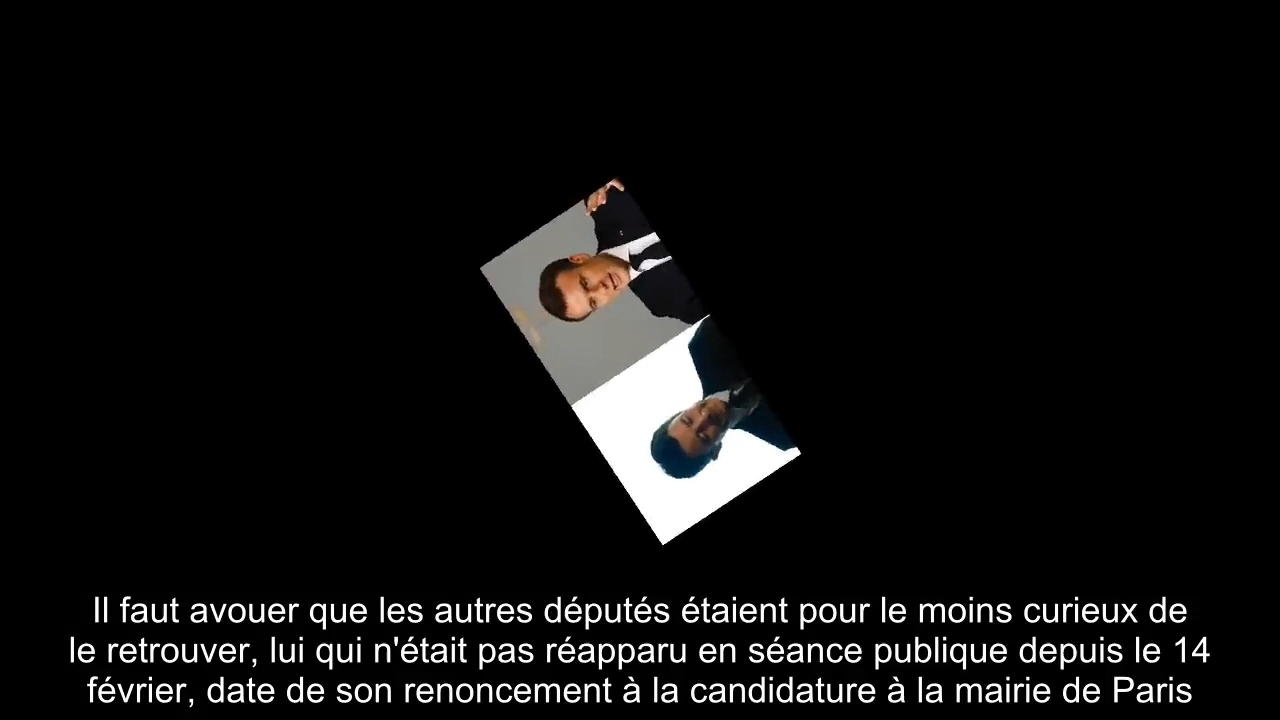 Il faut avouer que les autres députés étaient pour le moins curieux de
le retrouver, lui qui n'était pas réapparu en séance publique depuis le 14
février, date de son renoncement à la candidature à la mairie de Paris